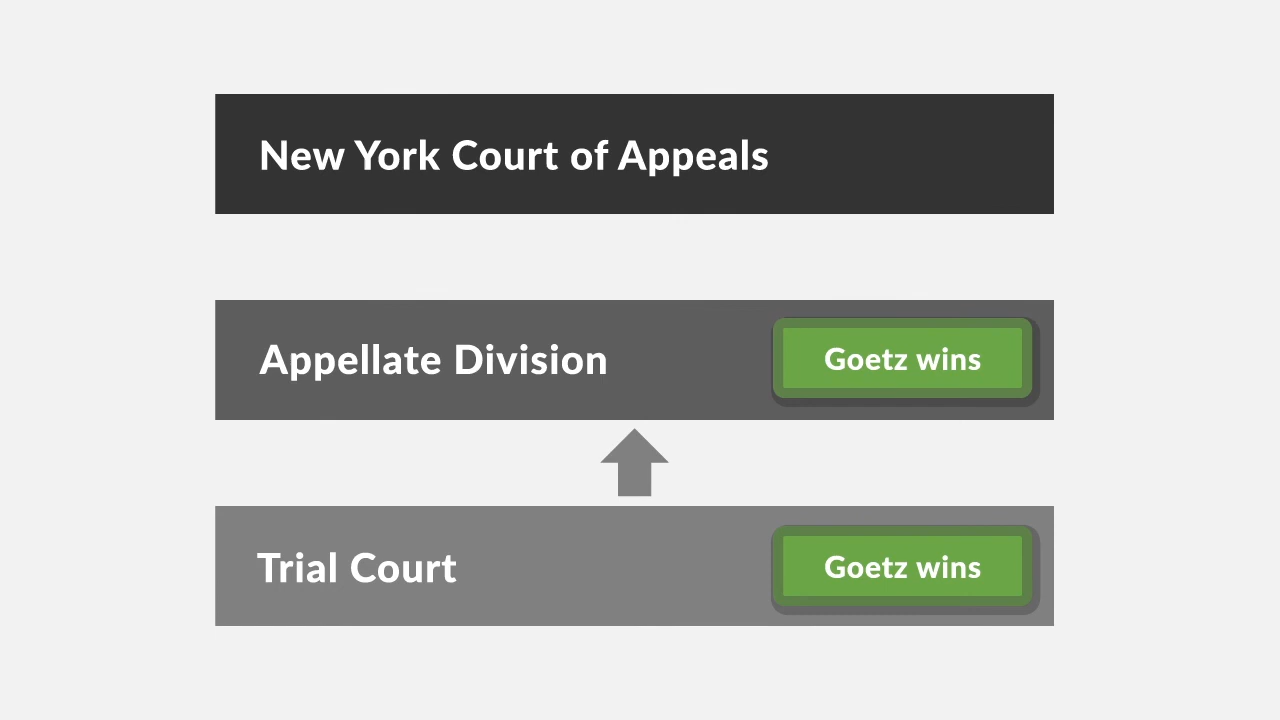 New York Court of Appeals
Appellate Division
Goetz wins
Trial Court
Goetz wins